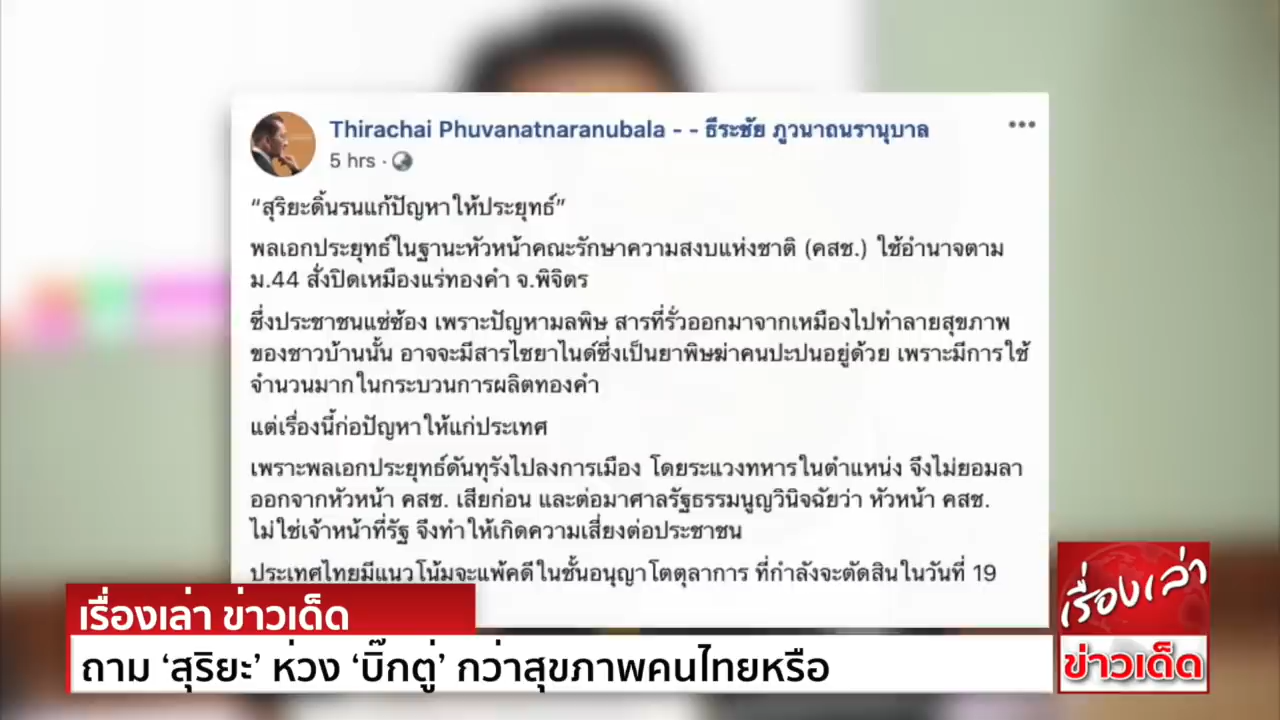 Thirachai Phuvanatnaranubala - - ธีระชัย ภูวนาถนรานุบาล
5 hrs ·
“สุริยะดิ้นรนแก้ปัญหาให้ประยุทธ์”
พลเอกประยุทธ์ในฐานะหัวหน้าคณะรักษาความสงบแห่งชาติ (คสช.) ใช้อำนาจตาม
ม.44 สั่งปิดเหมืองแร่ทองคำ จ.พิจิตร
ซึ่งประชาชนแซ่ซ้อง เพราะปัญหามลพิษ สารที่รั่วออกมาจากเหมืองไปทำลายสุขภาพ
ของชาวบ้านนั้น อาจจะมีสารไซยาไนด์ซึ่งเป็นยาพิษฆ่าคนปะปนอยู่ด้วย เพราะมีการใช้
จำนวนมากในกระบวนการผลิตทองคำ
แต่เรื่องนี้ก่อปัญหาให้แก่ประเทศ
เพราะพลเอกประยุทธ์ดันทุรังไปลงการเมือง โดยระแวงทหารในตำแหน่ง จึงไม่ยอมลา
ออกจากหัวหน้า คสช. เสียก่อน และต่อมาศาลรัฐธรรมนูญวินิจฉัยว่า หัวหน้า คสช.
ไม่ใช่เจ้าหน้าที่รัฐ จึงทำให้เกิดความเสี่ยงต่อประชาชน
ประเทศไทยมีแนวโน้มจะแพ้คดีในชั้นอนุญาโตตุลาการ ที่กำลังจะตัดสินในวันที่ 19
เรื่องเล่า ข่าวเด็ด
ถาม ‘สุริยะ’ ห่วง ‘บิ๊กตู่’ กว่าสุขภาพคนไทยหรือ
เรื่องเล่า
ข่าวเด็ด